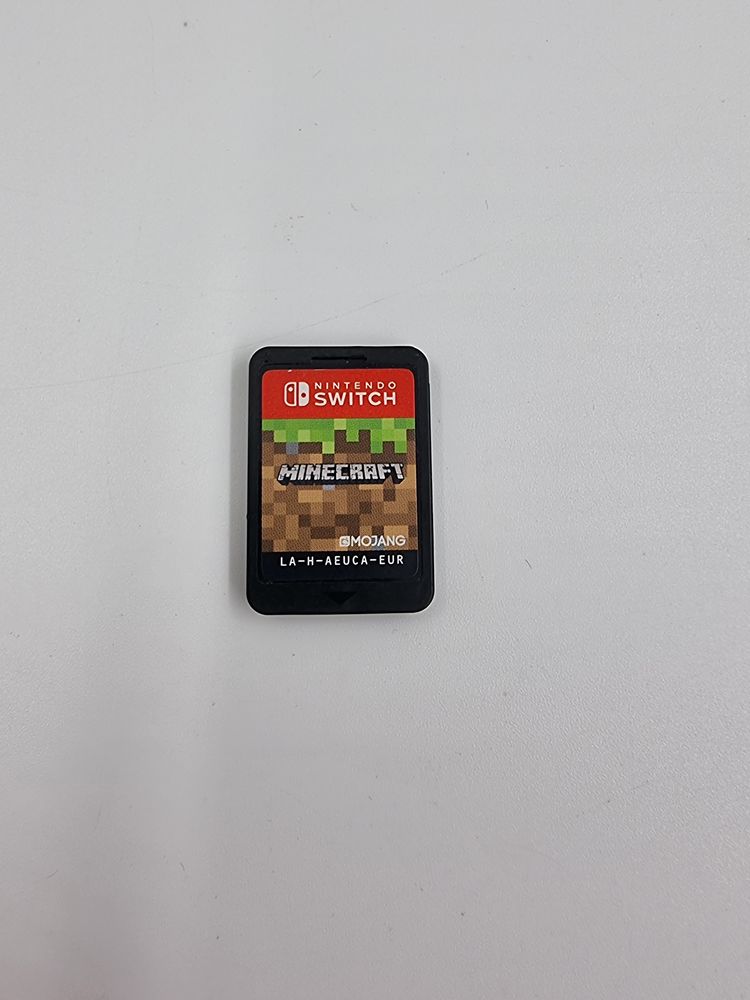 NINTENDO
SWITCH
MINECRAFT
MOJANG
LA-H-AEUCA-EUR